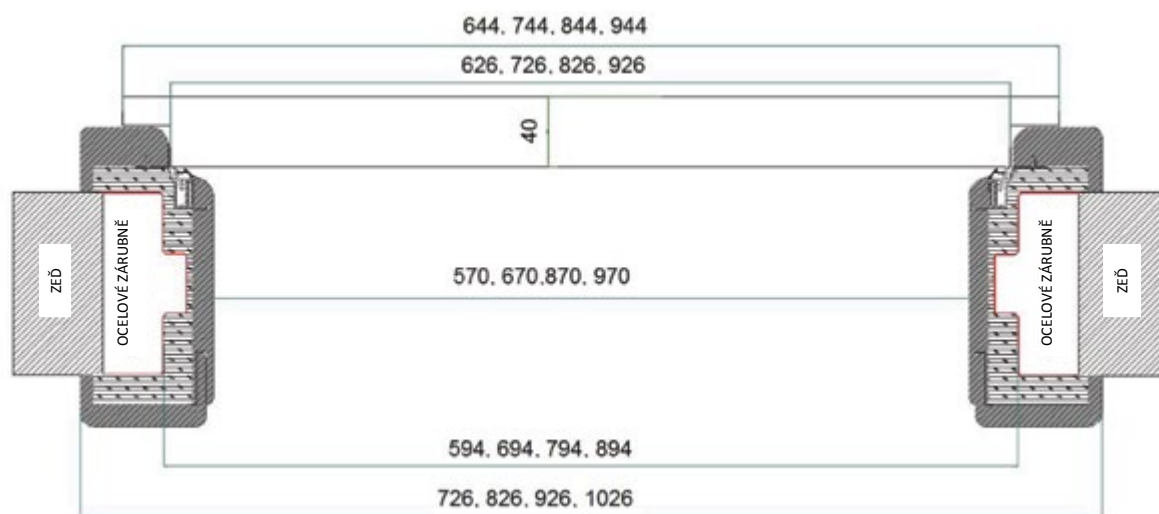 644, 744, 844, 944
626, 726, 826, 926
40
ZEĎ
OCELOVÉ ZÁRUBNĚ
570, 670.870, 970
OCELOVÉ ZÁRUBNĚ
ZEĎ
594, 694, 794, 894
726, 826, 926, 1026